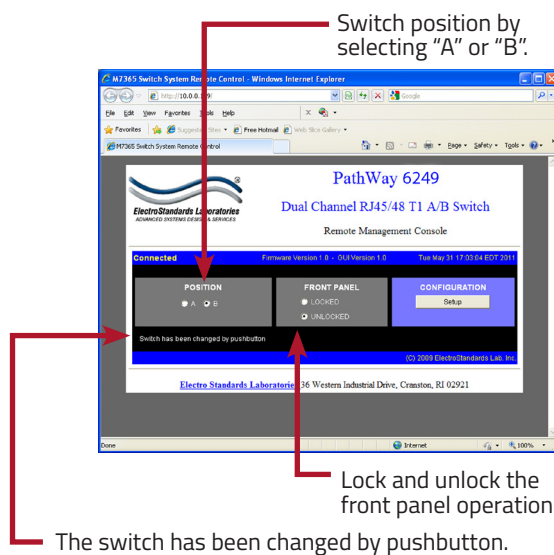 Switch position by
selecting “A” or “B”.
M7365 Switch System Remote Control - Windows Internet Explorer
http://10.0.0.1
Google
File Edit View Favorites Tools Help
Favorites Suggested Sites Free Hotmail Web Slice Gallery
M7365 Switch System Remote Control
Page Safety Tools
ElectroStandards Laboratories
ADVANCED SYSTEMS DESIGN & SERVICES
PathWay 6249
Dual Channel RJ45/48 T1 A/B Switch
Remote Management Console
Connected Firmware Version 1.0 - GUI Version 1.0 Tue May 31 17:03:04 EDT 2011
POSITION
A B
FRONT PANEL
LOCKED
UNLOCKED
CONFIGURATION
Setup
Switch has been changed by pushbutton
(C) 2009 ElectroStandards Lab. Inc.
Electro Standards Laboratories 36 Western Industrial Drive, Cranston, RI 02921
Done Internet 100%
Lock and unlock the
front panel operation
The switch has been changed by pushbutton.